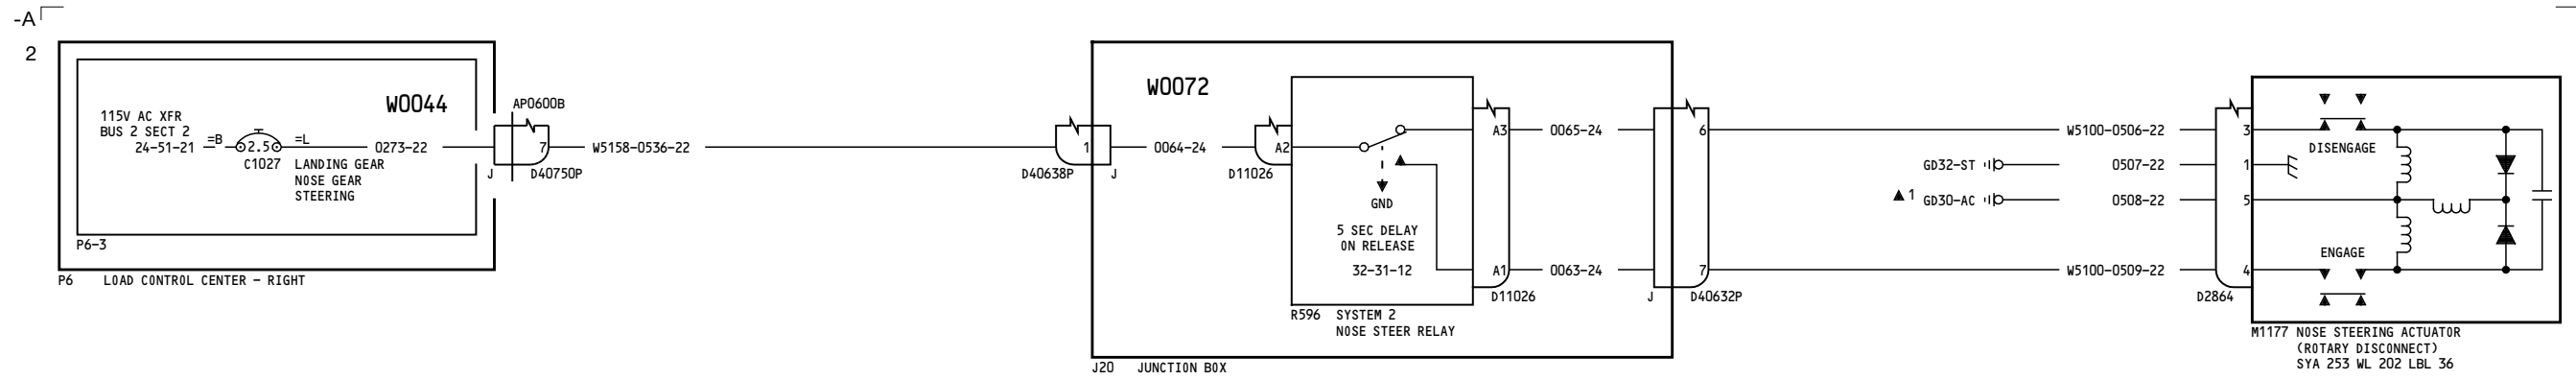 -A
2
115V AC XFR
BUS 2 SECT 2
24-51-21
=B
2.5
=L
C1027
LANDING GEAR
NOSE GEAR
STEERING
0273-22
W0044
P6-3
P6 LOAD CONTROL CENTER - RIGHT
AP0600B
7
J
D40750P
W5158-0536-22
1
D40638P
J
W0072
0064-24
A2
D11026
GND
5 SEC DELAY
ON RELEASE
32-31-12
A3
A1
D11026
R596 SYSTEM 2
NOSE STEER RELAY
0065-24
0063-24
J20 JUNCTION BOX
6
7
J
D40632P
W5100-0506-22
GD32-ST
0507-22
1
GD30-AC
0508-22
W5100-0509-22
3
1
5
4
D2864
DISENGAGE
ENGAGE
M1177 NOSE STEERING ACTUATOR
(ROTARY DISCONNECT)
SYA 253 WL 202 LBL 36